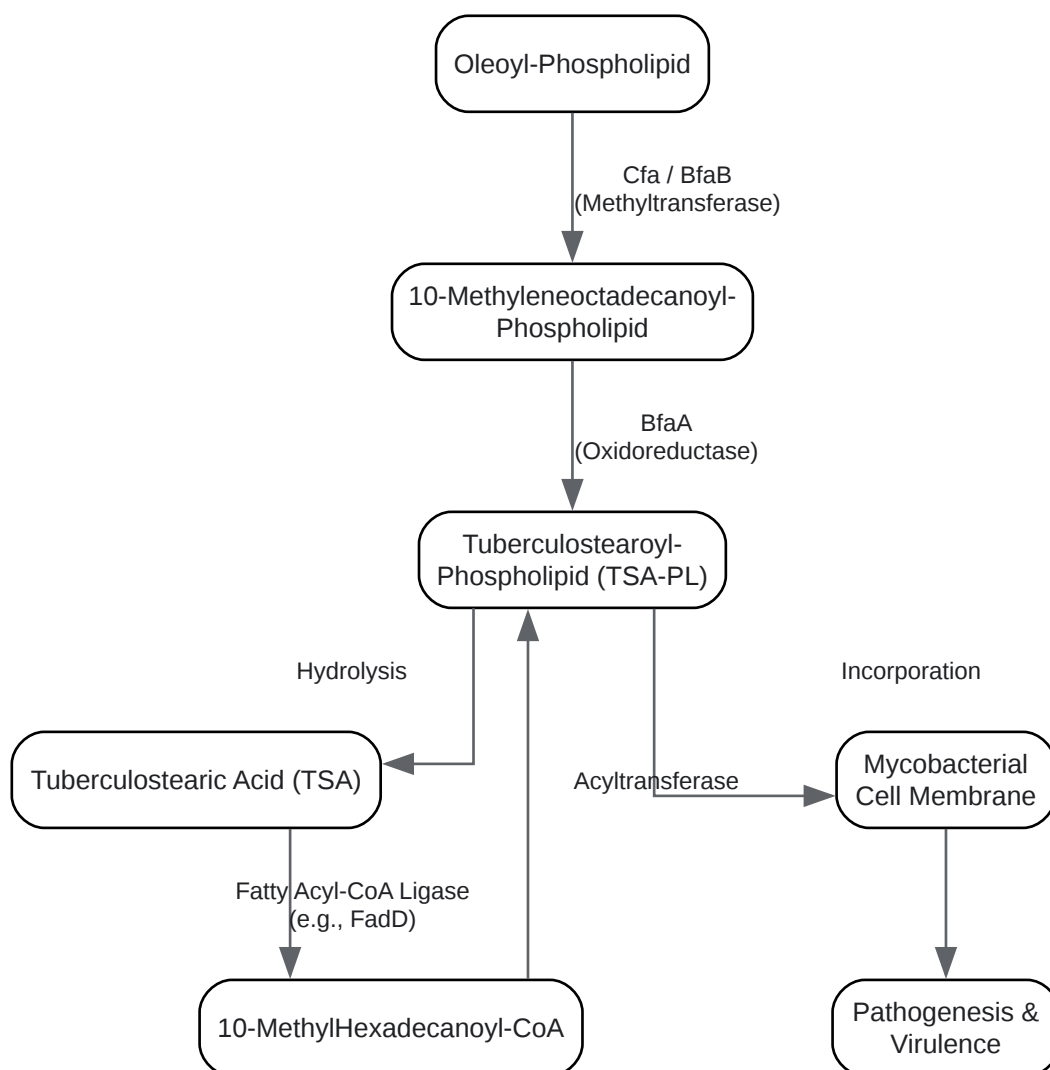 Oleoyl-Phospholipid
Cfa / BfaB
(Methyltransferase)
10-Methyleneoctadecanoyl-
Phospholipid
BfaA
(Oxidoreductase)
Tuberculostearoyl-
Phospholipid (TSA-PL)
Hydrolysis
Incorporation
Tuberculostearic Acid (TSA)
Acyltransferase
Mycobacterial
Cell Membrane
Fatty Acyl-CoA Ligase
(e.g., FadD)
10-MethylHexadecanoyl-CoA
Pathogenesis &
Virulence